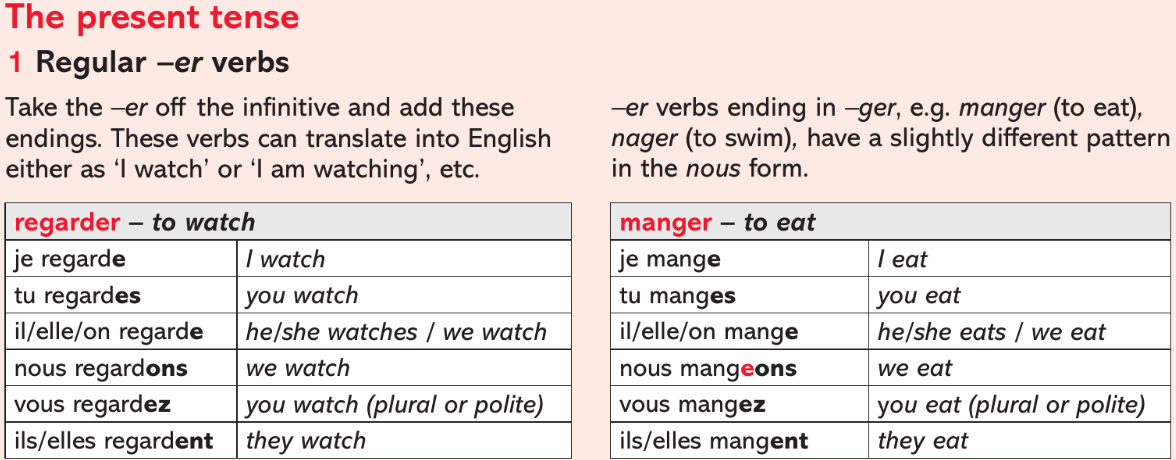 The present tense
1 Regular –er verbs
Take the –er off the infinitive and add these
endings. These verbs can translate into English
either as ‘I watch’ or ‘I am watching’, etc.
regarder – to watch
je regarde I watch
tu regardes you watch
il/elle/on regarde he/she watches / we watch
nous regardons we watch
vous regardez you watch (plural or polite)
ils/elles regardent they watch
–er verbs ending in –ger, e.g. manger (to eat),
nager (to swim), have a slightly different pattern
in the nous form.
manger – to eat
je mange I eat
tu manges you eat
il/elle/on mange he/she eats / we eat
nous mangeons we eat
vous mangez you eat (plural or polite)
ils/elles mangent they eat